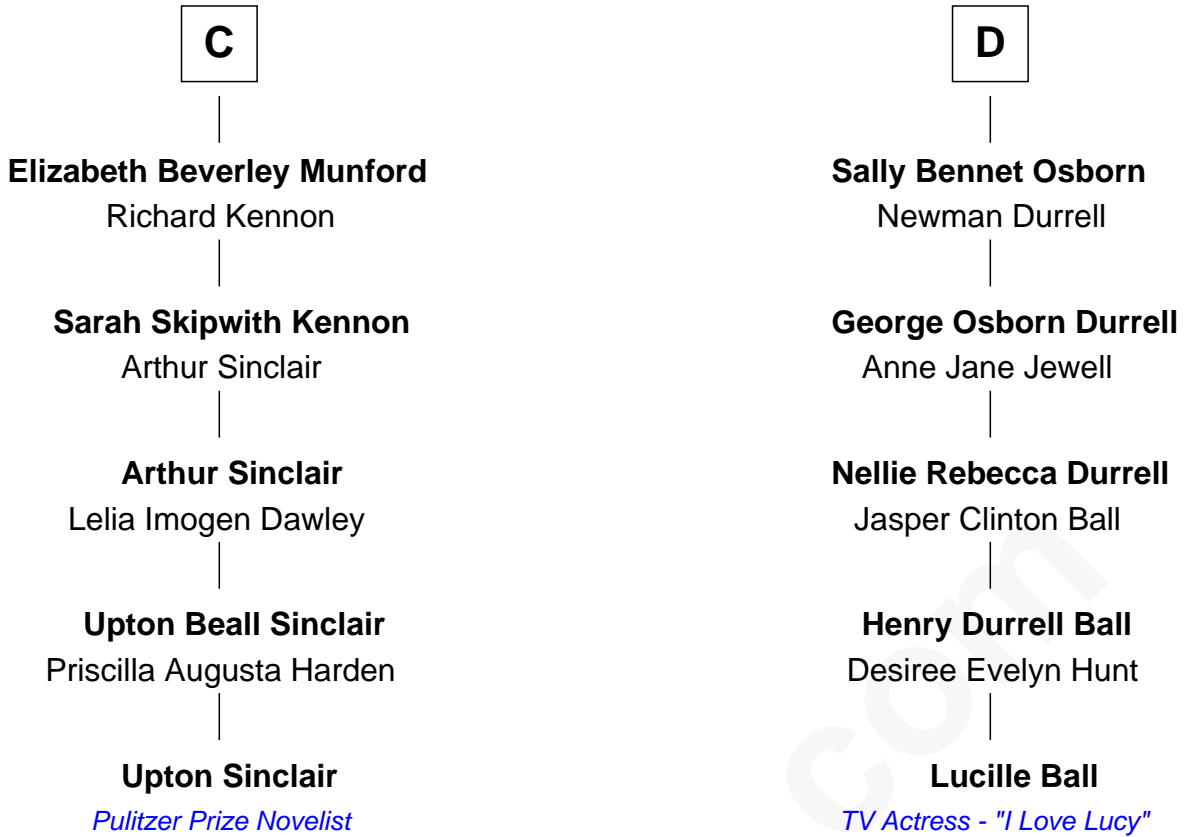 C
Elizabeth Beverley Munford
Richard Kennon
Sarah Skipwith Kennon
Arthur Sinclair
Arthur Sinclair
Lelia Imogen Dawley
Upton Beall Sinclair
Priscilla Augusta Harden
Upton Sinclair
Pulitzer Prize Novelist
D
Sally Bennet Osborn
Newman Durrell
George Osborn Durrell
Anne Jane Jewell
Nellie Rebecca Durrell
Jasper Clinton Ball
Henry Durrell Ball
Desiree Evelyn Hunt
Lucille Ball
TV Actress - "I Love Lucy"
com